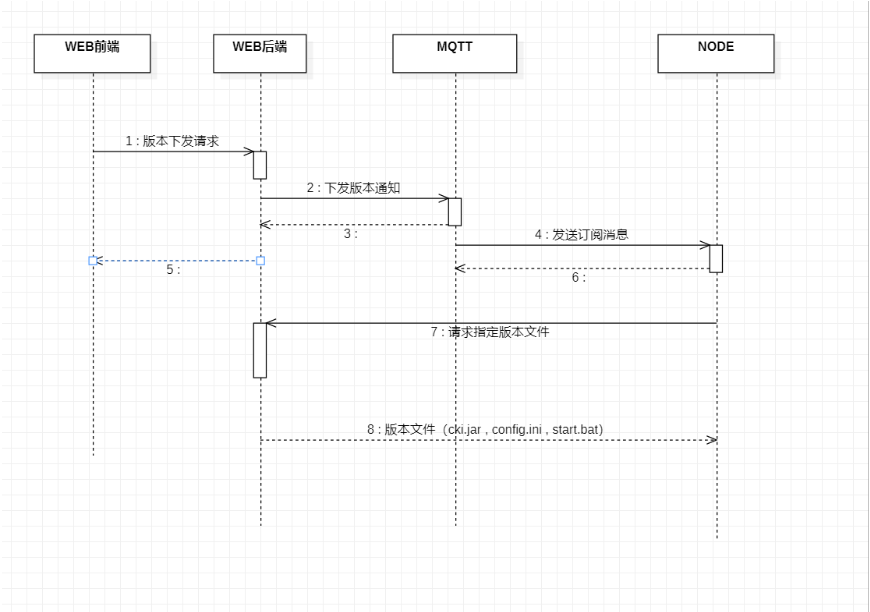 WEB前端
WEB后端
MQTT
NODE
1 : 版本下发请求
2 : 下发版本通知
3 :
4 : 发送订阅消息
5 :
6 :
7 : 请求指定版本文件
8 : 版本文件（cki.jar , config.ini , start.bat）